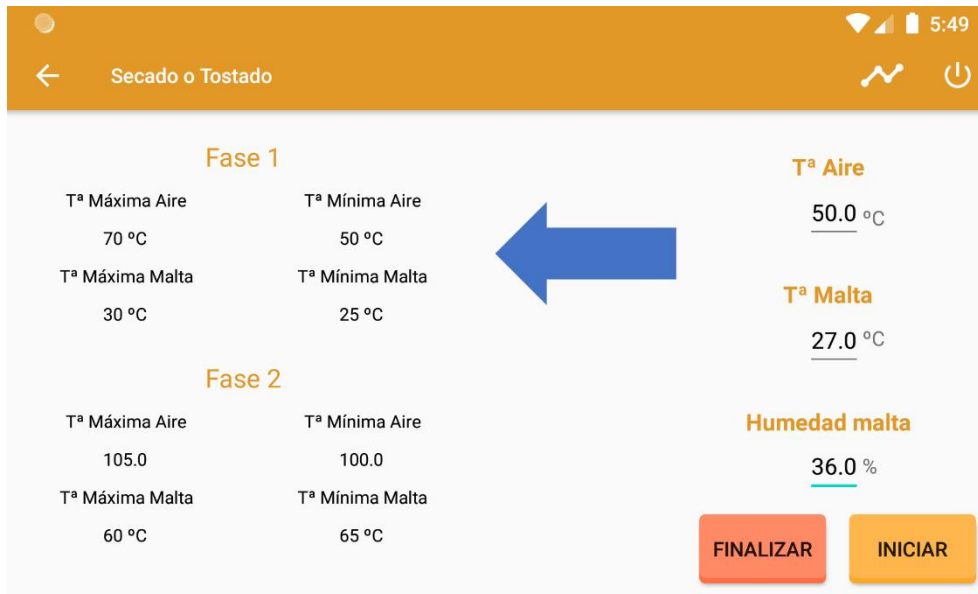 5:49
Secado o Tostado
Fase 1
Tª Máxima Aire Tª Mínima Aire
70 ºC 50 ºC
Tª Máxima Malta Tª Mínima Malta
30 ºC 25 ºC
Fase 2
Tª Máxima Aire Tª Mínima Aire
105.0 100.0
Tª Máxima Malta Tª Mínima Malta
60 ºC 65 ºC
Tª Aire
50.0 ºC
Tª Malta
27.0 ºC
Humedad malta
36.0 %
FINALIZAR INICIAR